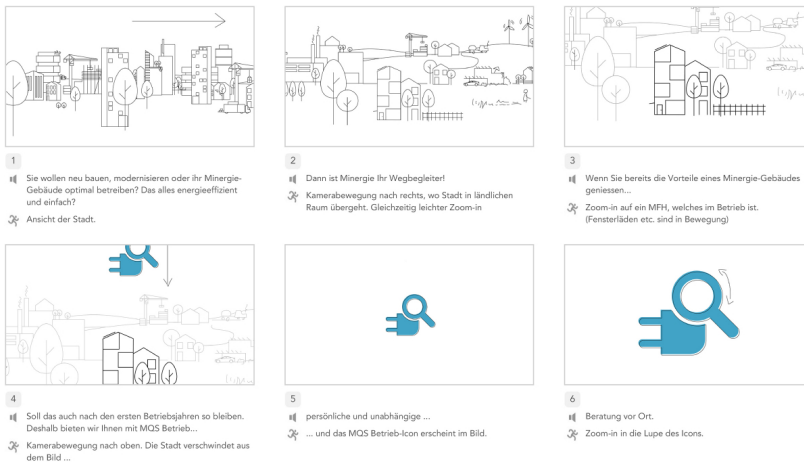 1
Sie wollen neu bauen, modernisieren oder ihr Minergie-
Gebäude optimal betreiben? Das alles energieeffizient
und einfach?
Ansicht der Stadt.
2
Dann ist Minergie Ihr Wegbegleiter!
Kamerabewegung nach rechts, wo Stadt in ländlichen
Raum übergeht. Gleichzeitig leichter Zoom-in
3
Wenn Sie bereits die Vorteile eines Minergie-Gebäudes
geniessen...
Zoom-in auf ein MFH, welches im Betrieb ist.
(Fensterläden etc. sind in Bewegung)
4
Soll das auch nach den ersten Betriebsjahren so bleiben.
Deshalb bieten wir Ihnen mit MQS Betrieb...
Kamerabewegung nach oben. Die Stadt verschwindet aus
dem Bild ...
5
persönliche und unabhängige ...
... und das MQS Betrieb-Icon erscheint im Bild.
6
Beratung vor Ort.
Zoom-in in die Lupe des Icons.